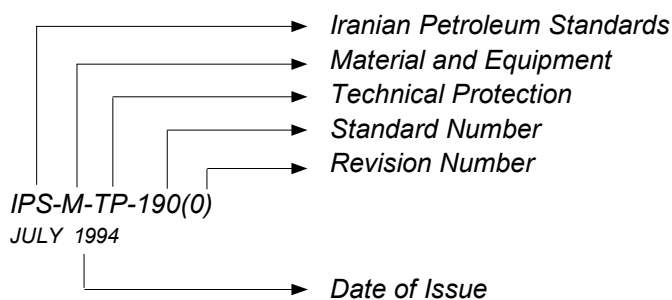 Iranian Petroleum Standards
Material and Equipment
Technical Protection
Standard Number
Revision Number
IPS-M-TP-190(0)
JULY 1994
Date of Issue